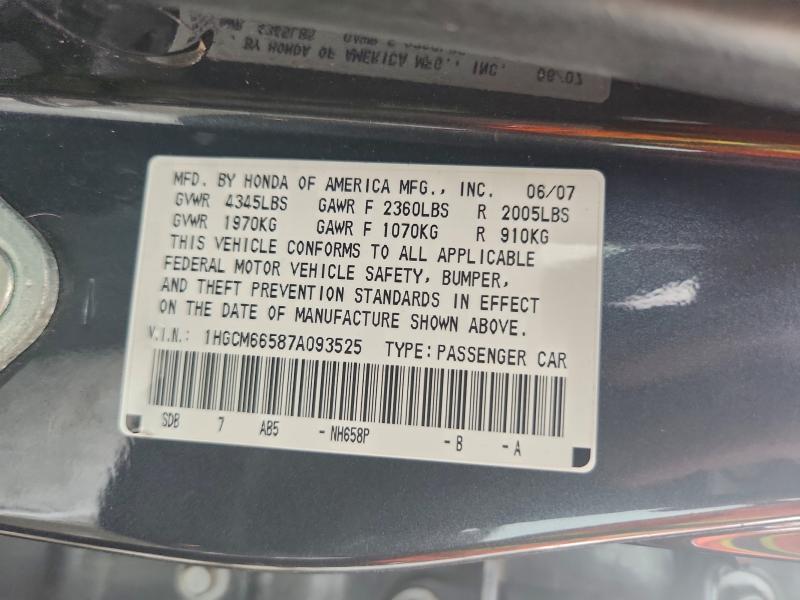 MFD. BY HONDA OF AMERICA MFG., INC. 06/07
GVWR 4345LBS GAWR F 2360LBS R 2005LBS
GVWR 1970KG GAWR F 1070KG R 910KG
THIS VEHICLE CONFORMS TO ALL APPLICABLE
FEDERAL MOTOR VEHICLE SAFETY, BUMPER,
AND THEFT PREVENTION STANDARDS IN EFFECT
ON THE DATE OF MANUFACTURE SHOWN ABOVE.
V.I.N.: 1HGCM66587A093525 TYPE: PASSENGER CAR
SDB 7 AB5 -NH658P -B -A